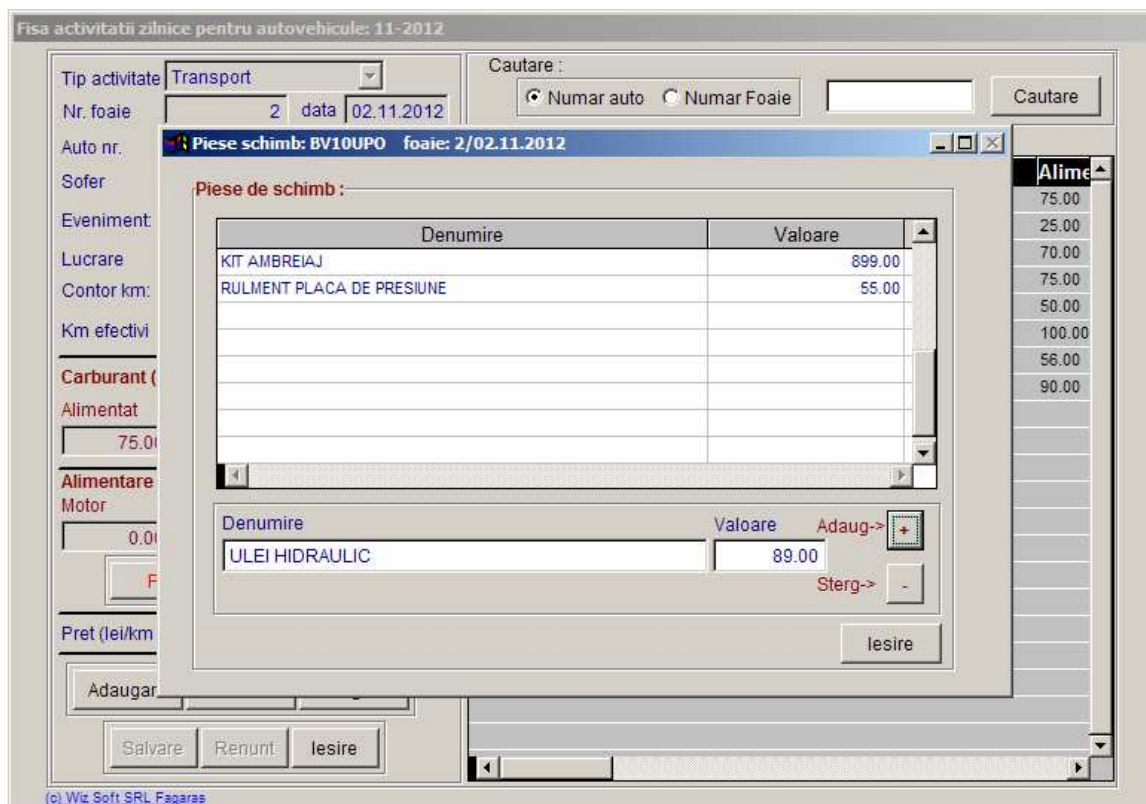 Fisa activitatii zilnice pentru autovehicule: 11-2012
Tip activitate Transport
Nr. foaie 2 data 02.11.2012
Auto nr.
Sofer
Eveniment:
Lucrare
Contor km:
Km efectivi
Carburant (
Alimentat
75.00
Alimentare
Motor
0.00
Pret (lei/km
Adaugar
Salvare Renunt Iesire
(c) Wiz Soft SRL Fagaras
Cautare :
Numar auto Numar Foaie Cautare
Alime
75.00
25.00
70.00
75.00
50.00
100.00
56.00
90.00
Piese schimb: BV10UPO foaie: 2/02.11.2012
Piese de schimb :
Denumire Valoare
KIT AMBREIAJ 899.00
RULMENT PLACA DE PRESIUNE 55.00
Denumire Valoare Adaug-> +
ULEI HIDRAULIC 89.00
Sterg-> -
Iesire